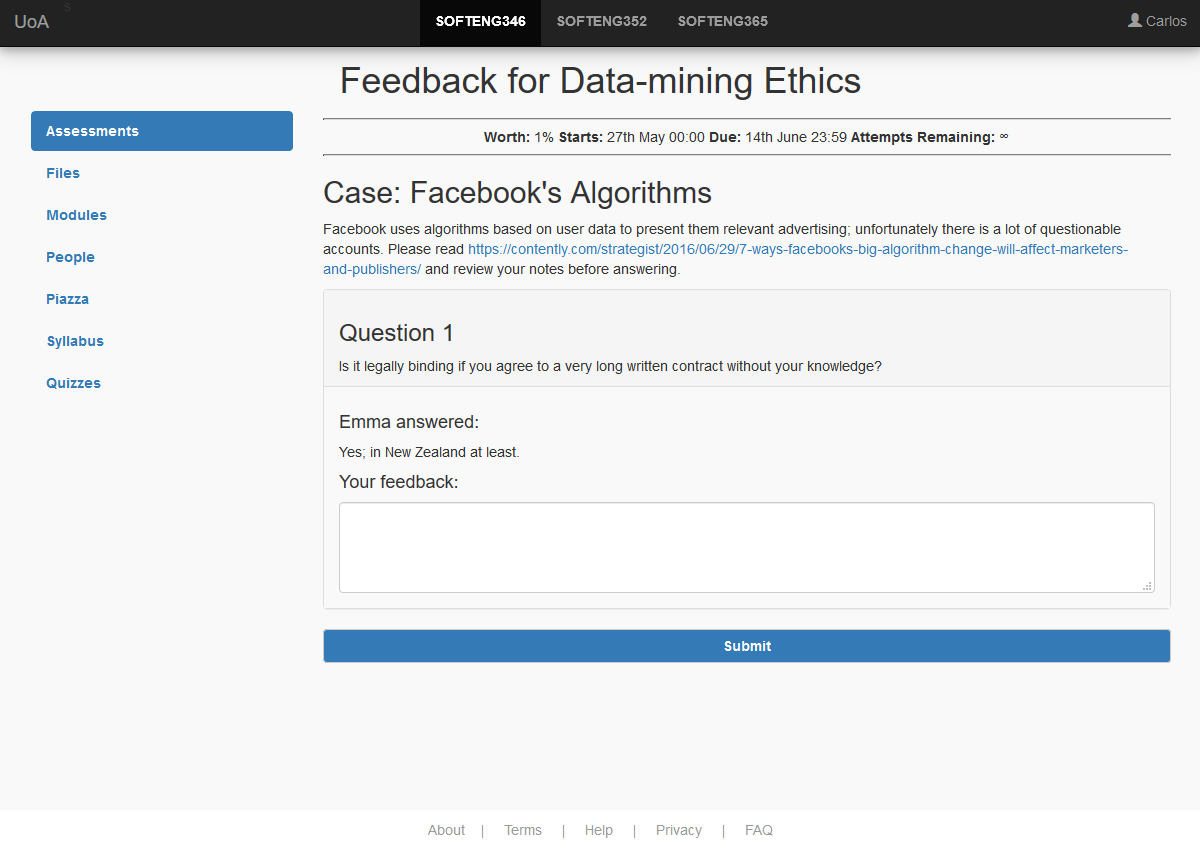 UoA s SOFTENG346 SOFTENG352 SOFTENG365 Carlos
Feedback for Data-mining Ethics
Assessments
Files
Modules
People
Piazza
Syllabus
Quizzes
Worth: 1% Starts: 27th May 00:00 Due: 14th June 23:59 Attempts Remaining: ∞
Case: Facebook's Algorithms
Facebook uses algorithms based on user data to present them relevant advertising; unfortunately there is a lot of questionable
accounts. Please read https://contently.com/strategist/2016/06/29/7-ways-facebooks-big-algorithm-change-will-affect-marketers-
and-publishers/ and review your notes before answering.
Question 1
Is it legally binding if you agree to a very long written contract without your knowledge?
Emma answered:
Yes; in New Zealand at least.
Your feedback:
Submit
About | Terms | Help | Privacy | FAQ